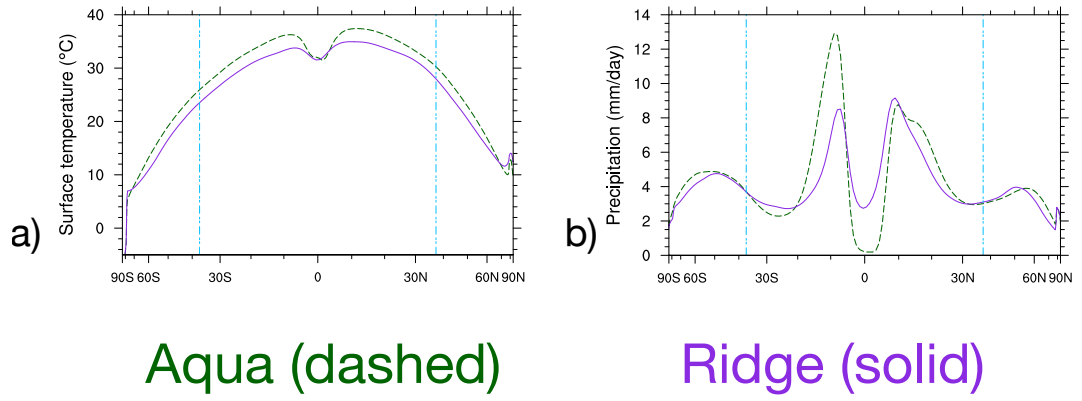 a)
Surface temperature (°C)
40
30
20
10
0
90S 60S 30S 0 30N 60N 90N
b)
Precipitation (mm/day)
14
12
10
8
6
4
2
0
90S 60S 30S 0 30N 60N 90N
Aqua (dashed) Ridge (solid)